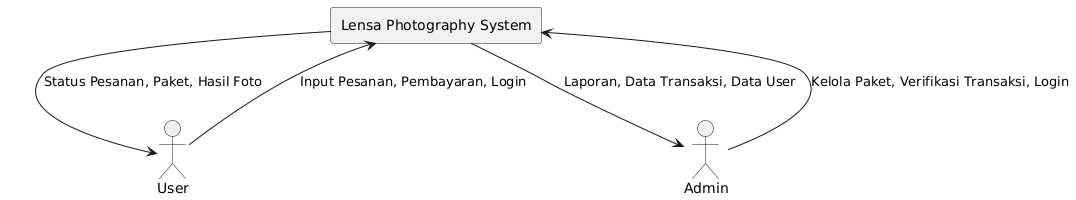 Lensa Photography System
Status Pesanan, Paket, Hasil Foto
Input Pesanan, Pembayaran, Login
Laporan, Data Transaksi, Data User
Kelola Paket, Verifikasi Transaksi, Login
User
Admin